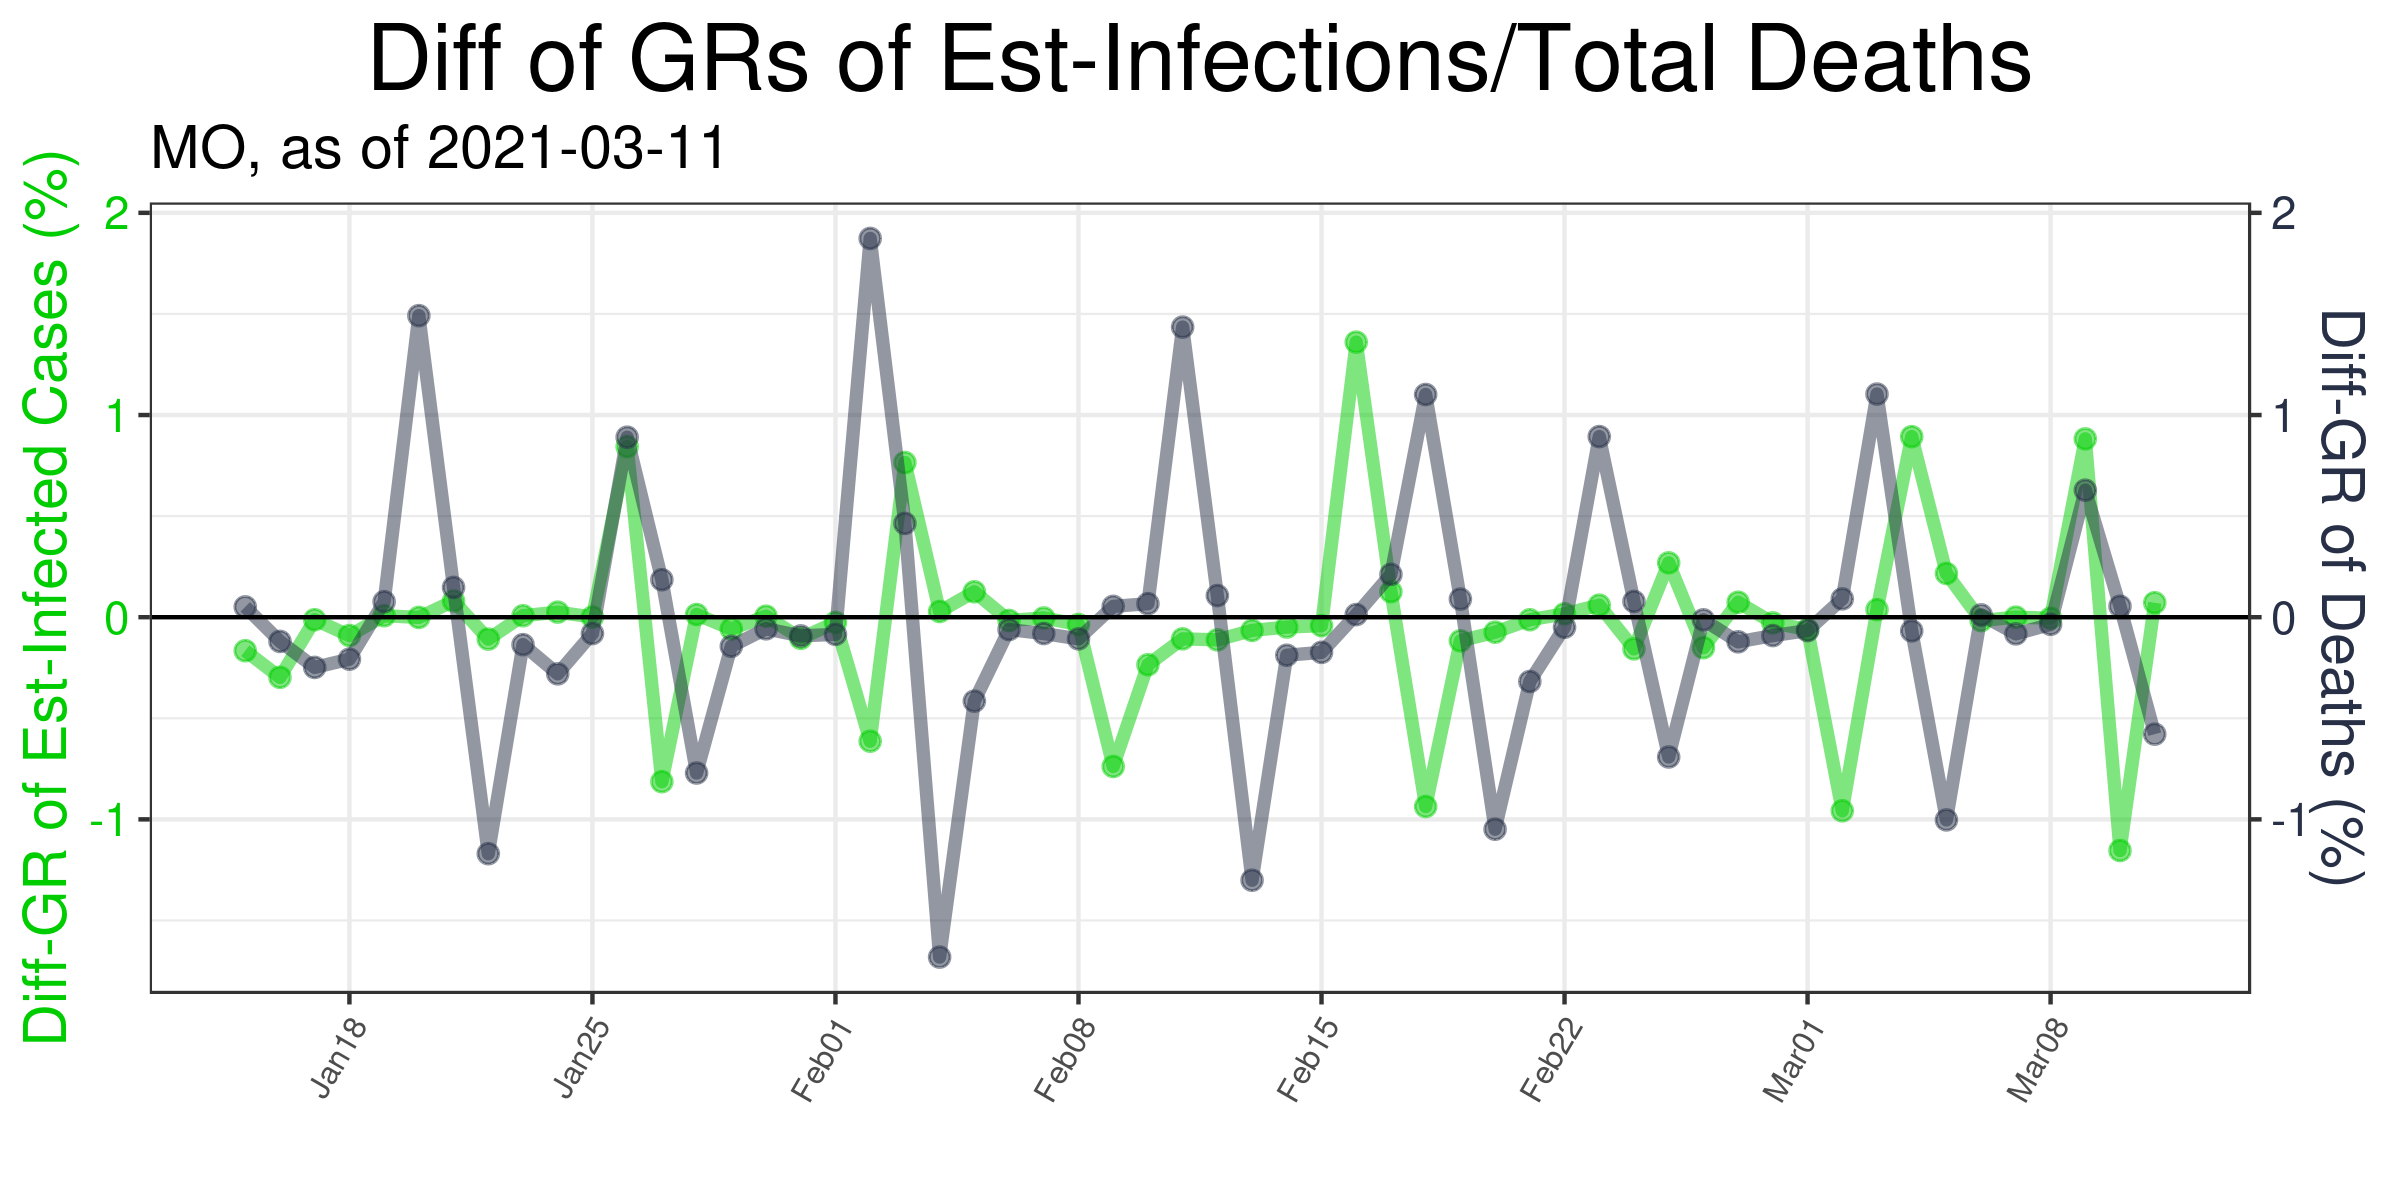 Diff of GRs of Est-Infections/Total Deaths
MO, as of 2021-03-11
Diff-GR of Est-Infected Cases (%)
2
1
0
-1
2
1
0
-1
Diff-GR of Deaths (%)
Jan18
Jan25
Feb01
Feb08
Feb15
Feb22
Mar01
Mar08